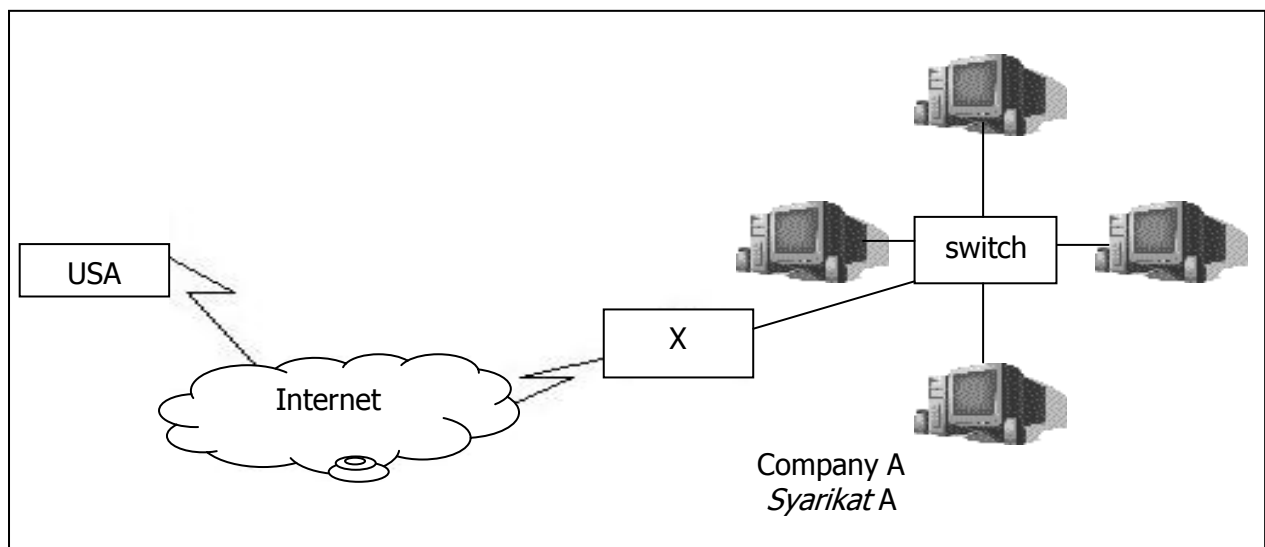 switch
USA
X
Internet
Company A
Syarikat A